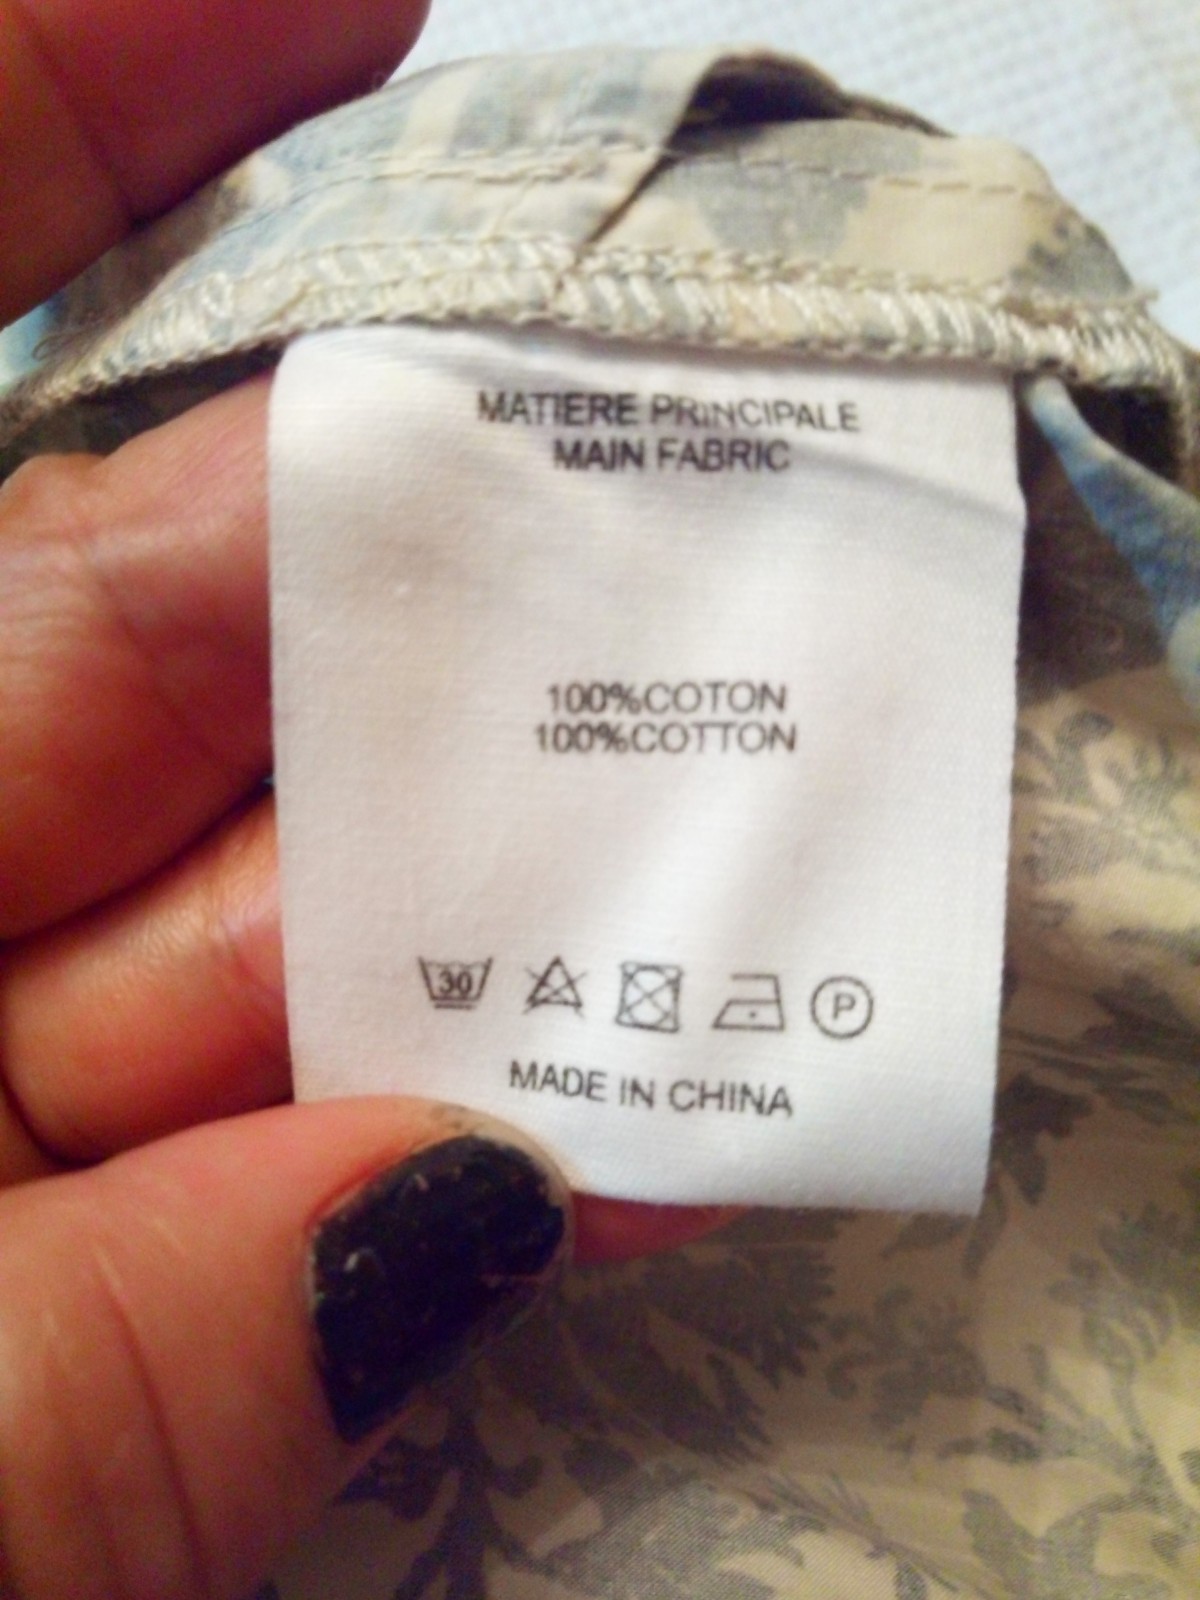 MATIERE PRINCIPALE
MAIN FABRIC
100%COTON
100%COTTON
30 P
MADE IN CHINA